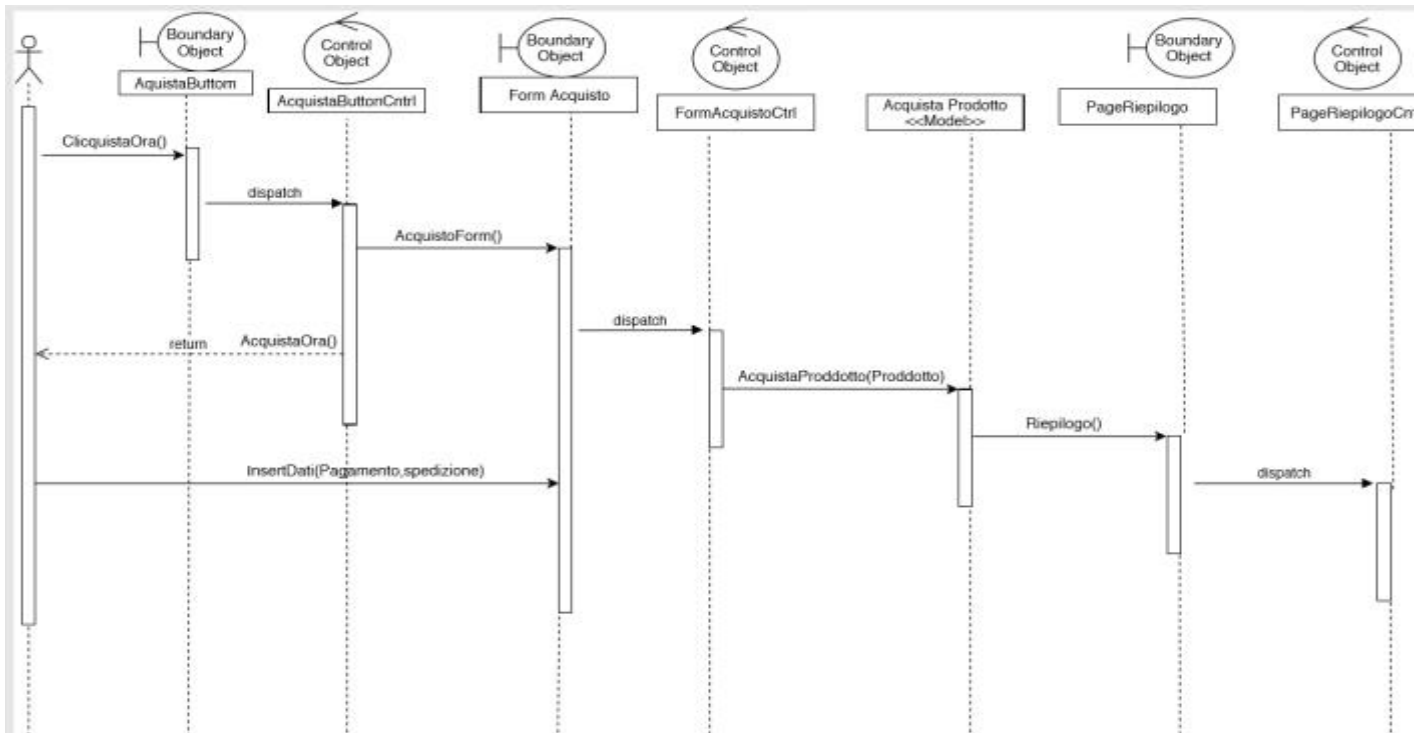 Boundary
Object
AquistaButtom
Control
Object
AcquistaButtonCntrl
Boundary
Object
Form Acquisto
Control
Object
FormAcquistoCtrl
Acquista Prodotto
<<Model>>
Boundary
Object
PageRiepilogo
Control
Object
PageRiepilogoCnt
ClicquistaOra()
dispatch
AcquistoForm()
dispatch
return
AcquistaOra()
AcquistaProddotto(Proddotto)
Riepilogo()
InsertDati(Pagamento,spedizione)
dispatch